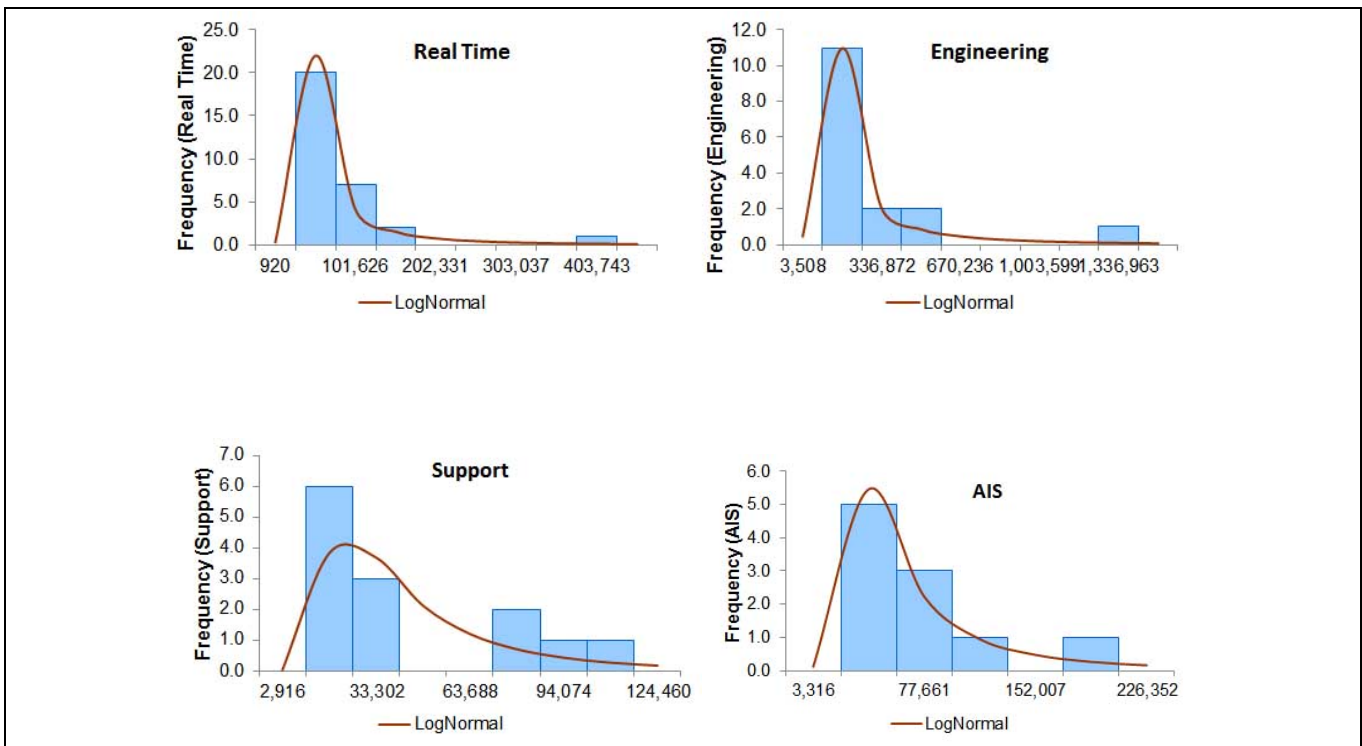 Real Time
Frequency (Real Time)
25.0
20.0
15.0
10.0
5.0
0.0
920 101,626 202,331 303,037 403,743
LogNormal
Engineering
Frequency (Engineering)
12.0
10.0
8.0
6.0
4.0
2.0
0.0
3,508 336,872 670,236 1,003,599 1,336,963
LogNormal
Support
Frequency (Support)
7.0
6.0
5.0
4.0
3.0
2.0
1.0
0.0
2,916 33,302 63,688 94,074 124,460
LogNormal
AIS
Frequency (AIS)
6.0
5.0
4.0
3.0
2.0
1.0
0.0
3,316 77,661 152,007 226,352
LogNormal